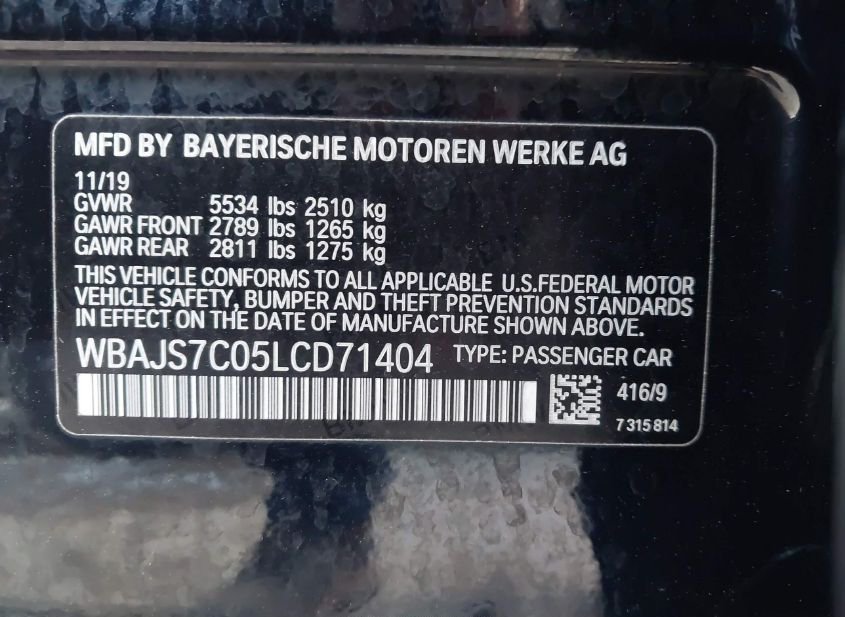 MFD BY BAYERISCHE MOTOREN WERKE AG
11/19
GVWR 5534 lbs 2510 kg
GAWR FRONT 2789 lbs 1265 kg
GAWR REAR 2811 lbs 1275 kg
THIS VEHICLE CONFORMS TO ALL APPLICABLE U.S.FEDERAL MOTOR
VEHICLE SAFETY, BUMPER AND THEFT PREVENTION STANDARDS
IN EFFECT ON THE DATE OF MANUFACTURE SHOWN ABOVE.
WBAJS7C05LCD71404 TYPE: PASSENGER CAR
416/9
7 315 814